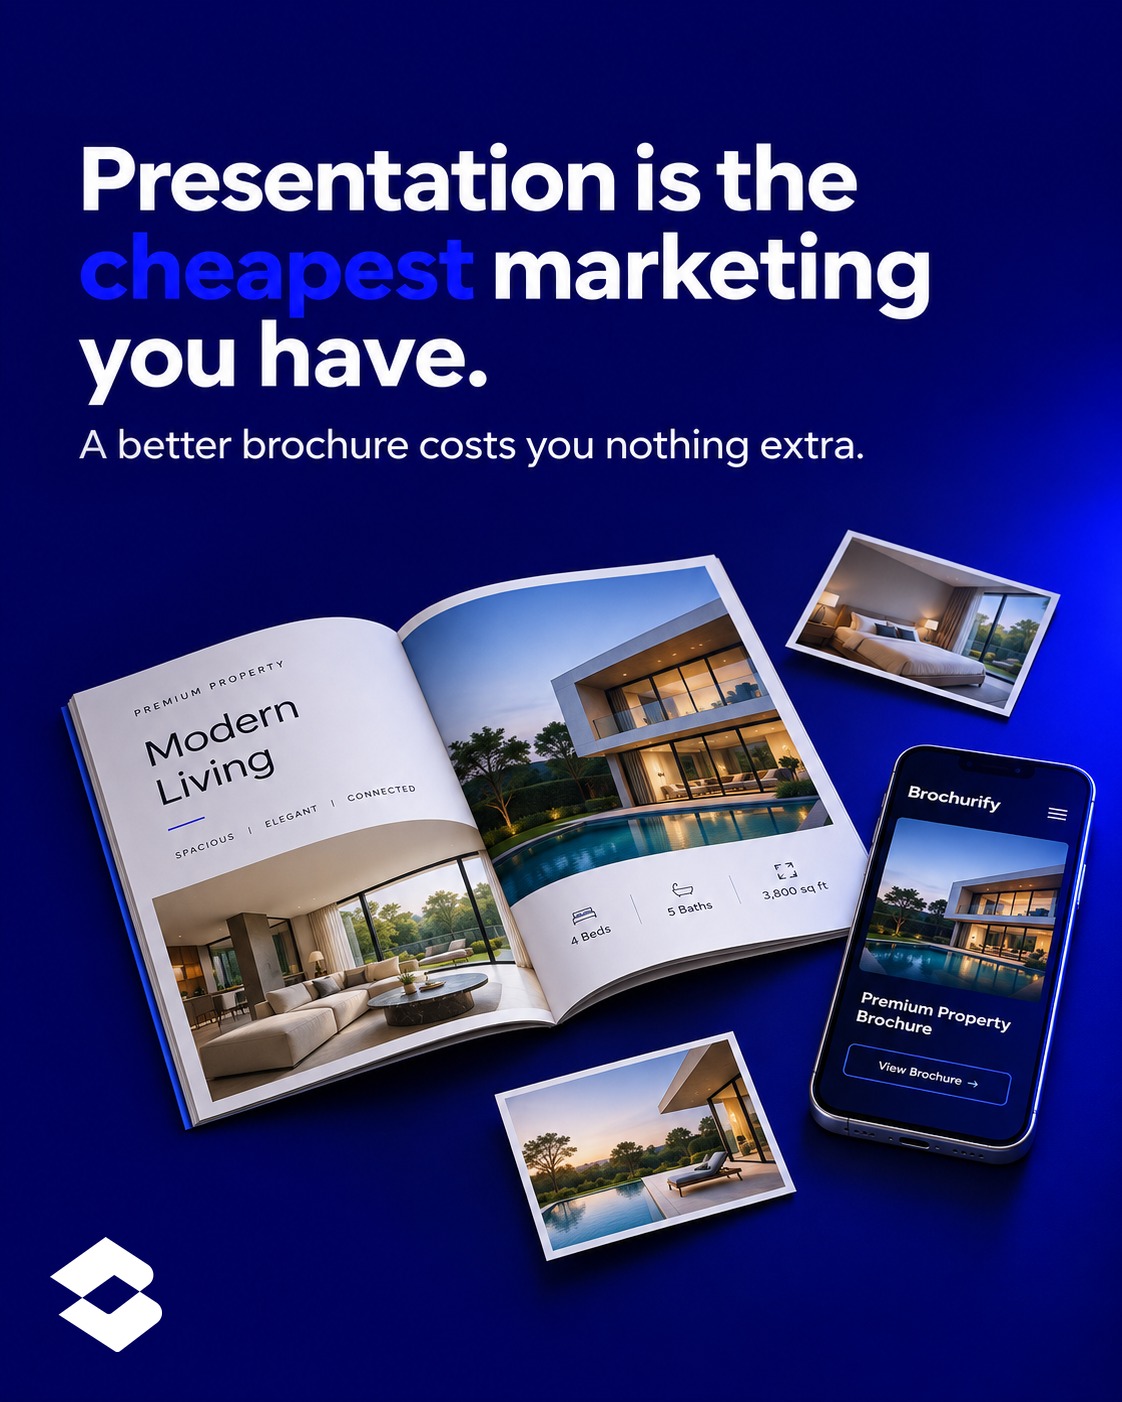 Presentation is the
cheapest marketing
you have.
A better brochure costs you nothing extra.
PREMIUM PROPERTY
Modern
Living
SPACIOUS | ELEGANT | CONNECTED
4 Beds
5 Baths
3,800 sq ft
Brochurify
Premium Property
Brochure
View Brochure →